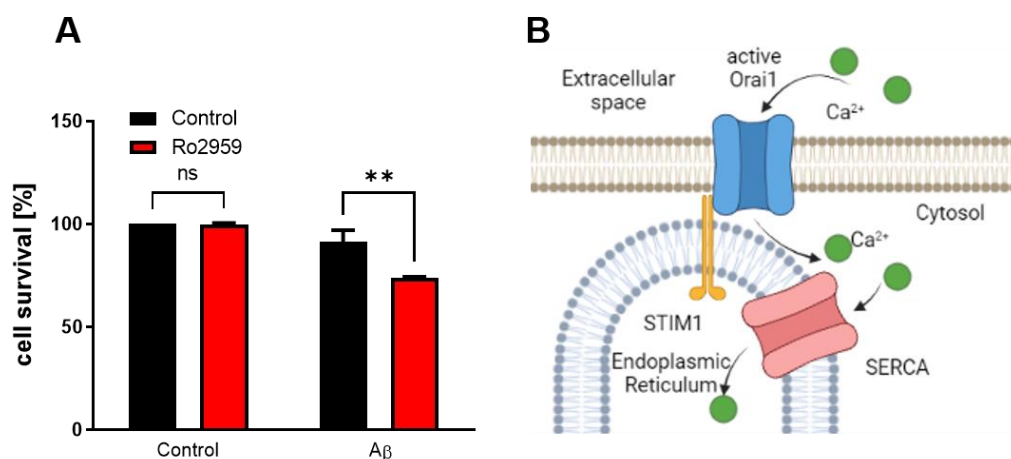 A
cell survival [%]
150
100
50
0
Control
Ro2959
ns
**
Control
Aβ
B
Extracellular
space
active
Orai1
Ca²⁺
Cytosol
Ca²⁺
STIM1
Endoplasmic
Reticulum
SERCA